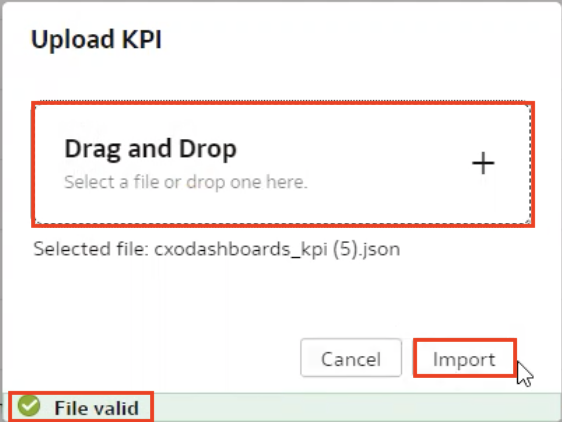 Upload KPI
Drag and Drop
Select a file or drop one here.
Selected file: cxodashboards_kpi (5).json
Cancel
Import
File valid